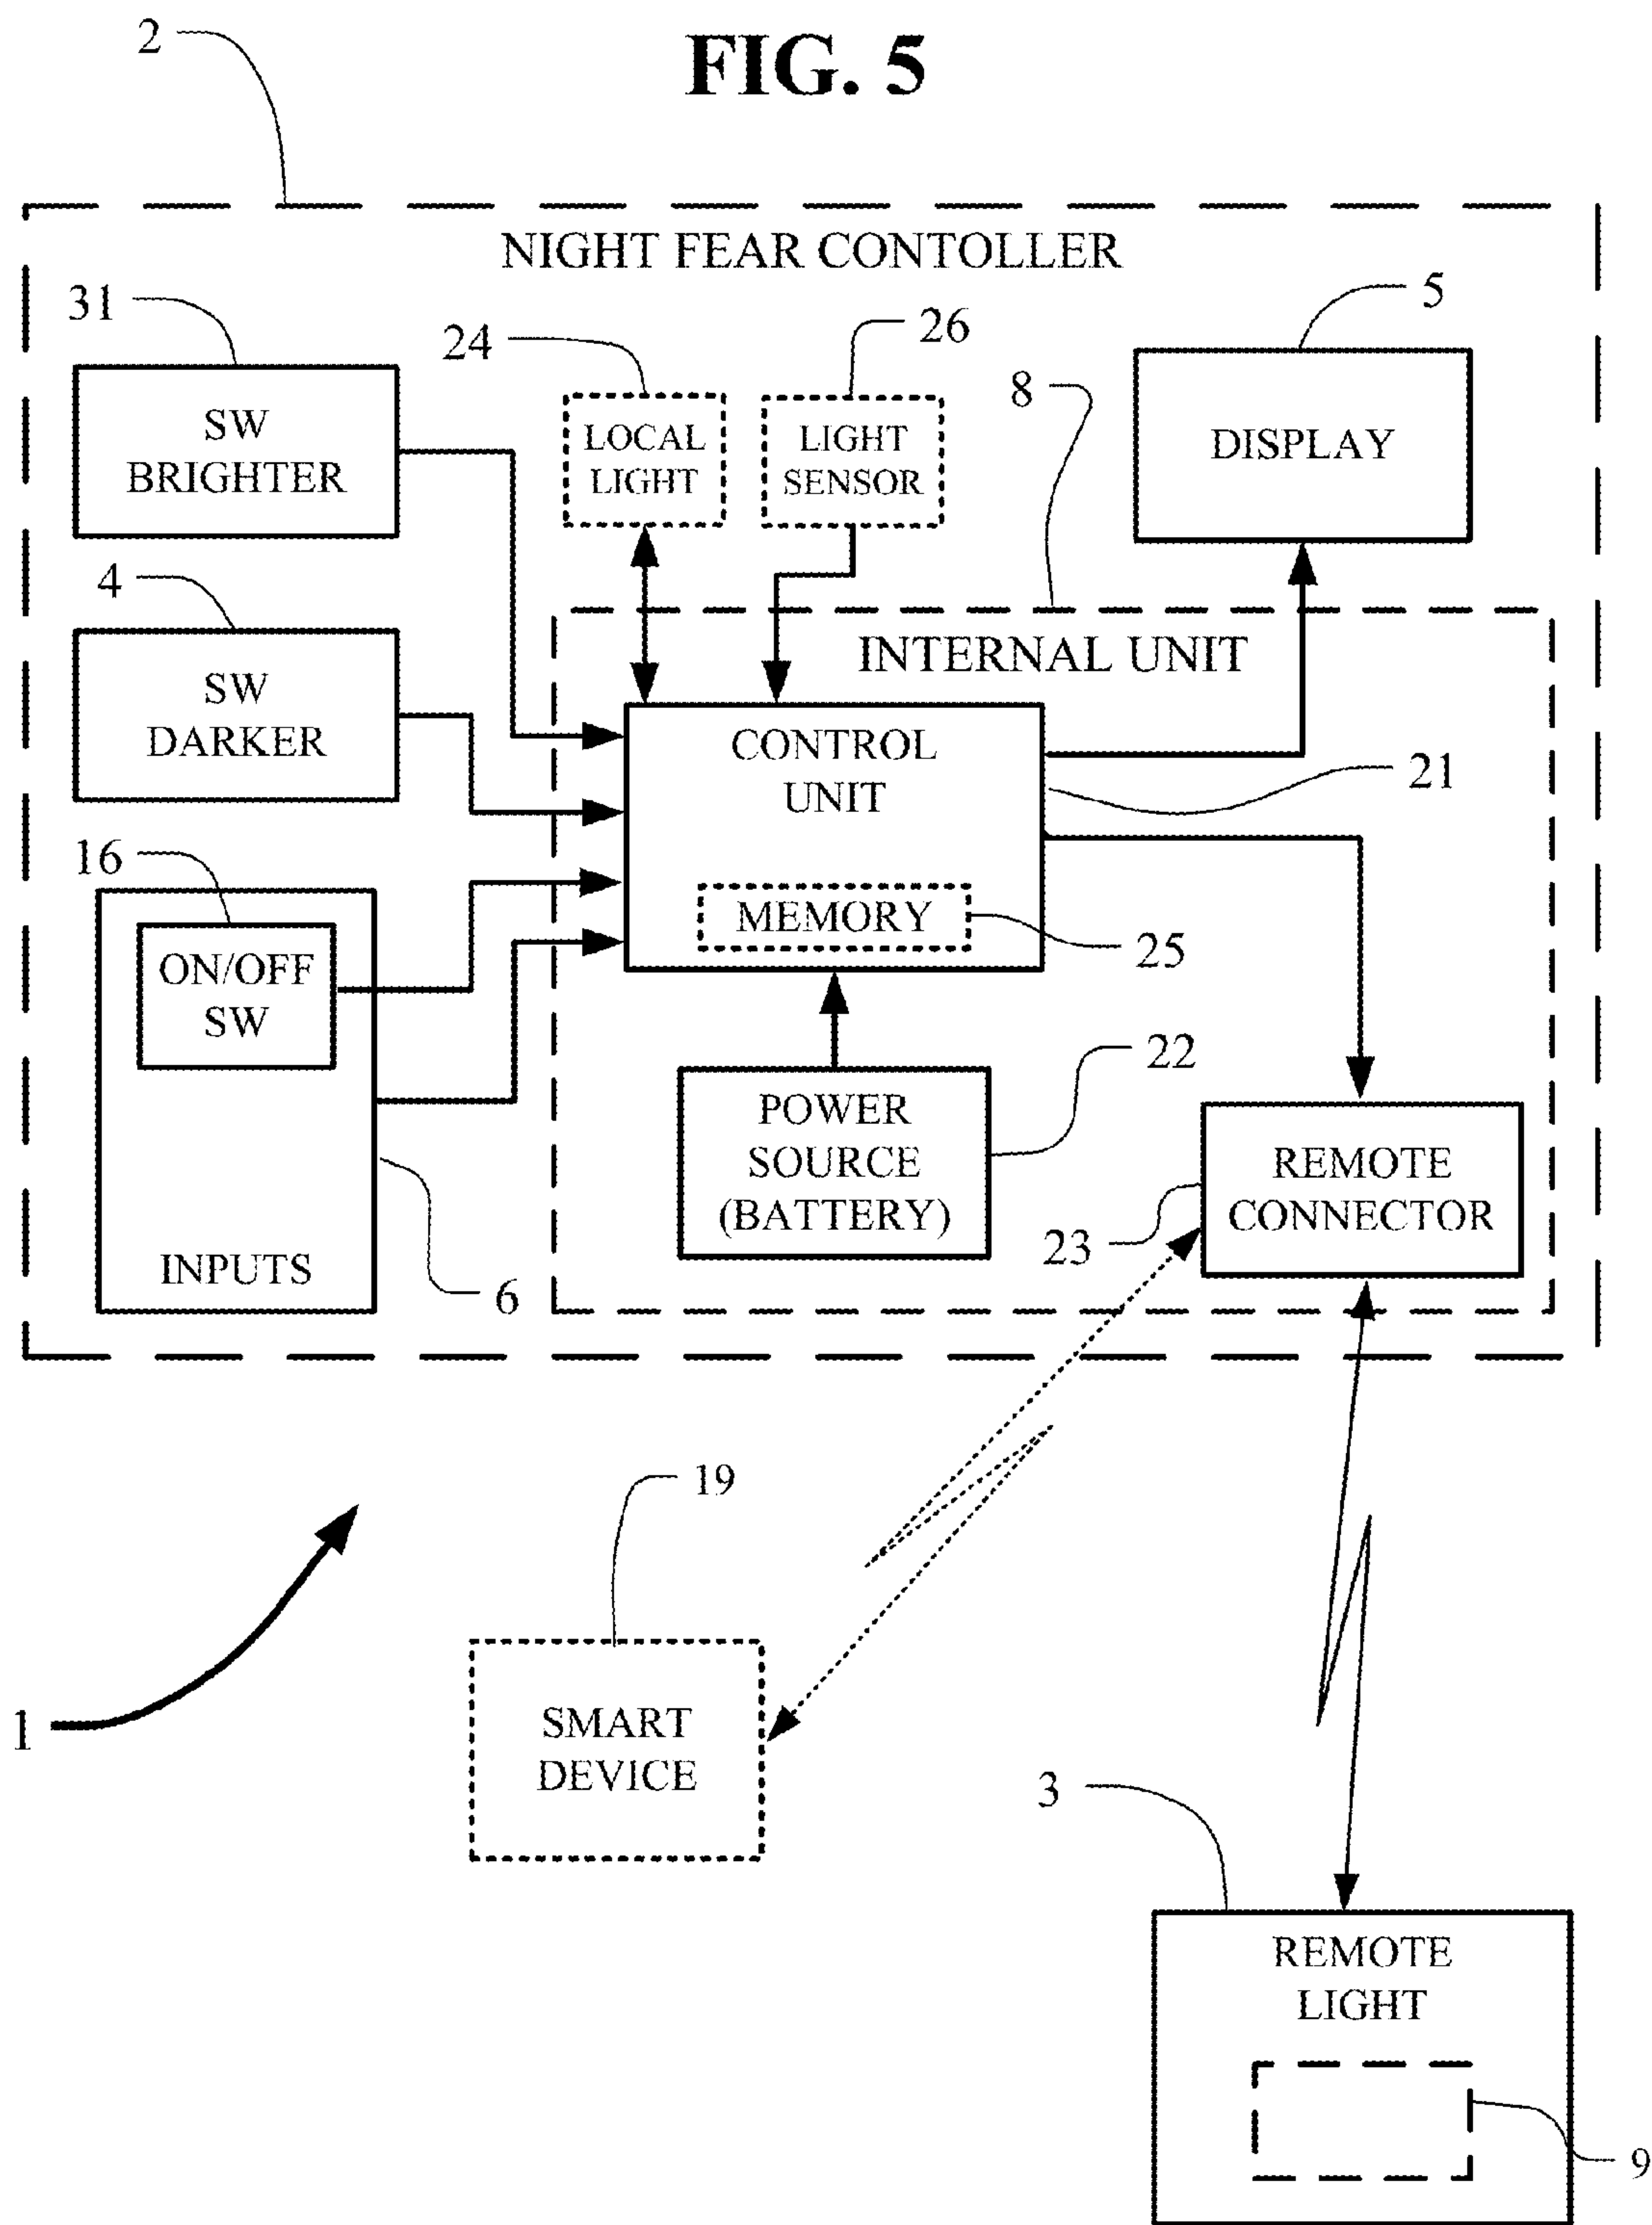 FIG. 5
2
NIGHT FEAR CONTOLLER
31
24
26
5
8
SW
BRIGHTER
LOCAL
LIGHT
LIGHT
SENSOR
DISPLAY
4
SW
DARKER
INTERNAL UNIT
CONTROL
UNIT
21
16
ON/OFF
SW
MEMORY
25
22
POWER
SOURCE
(BATTERY)
REMOTE
CONNECTOR
23
INPUTS
6
19
1
SMART
DEVICE
3
REMOTE
LIGHT
9